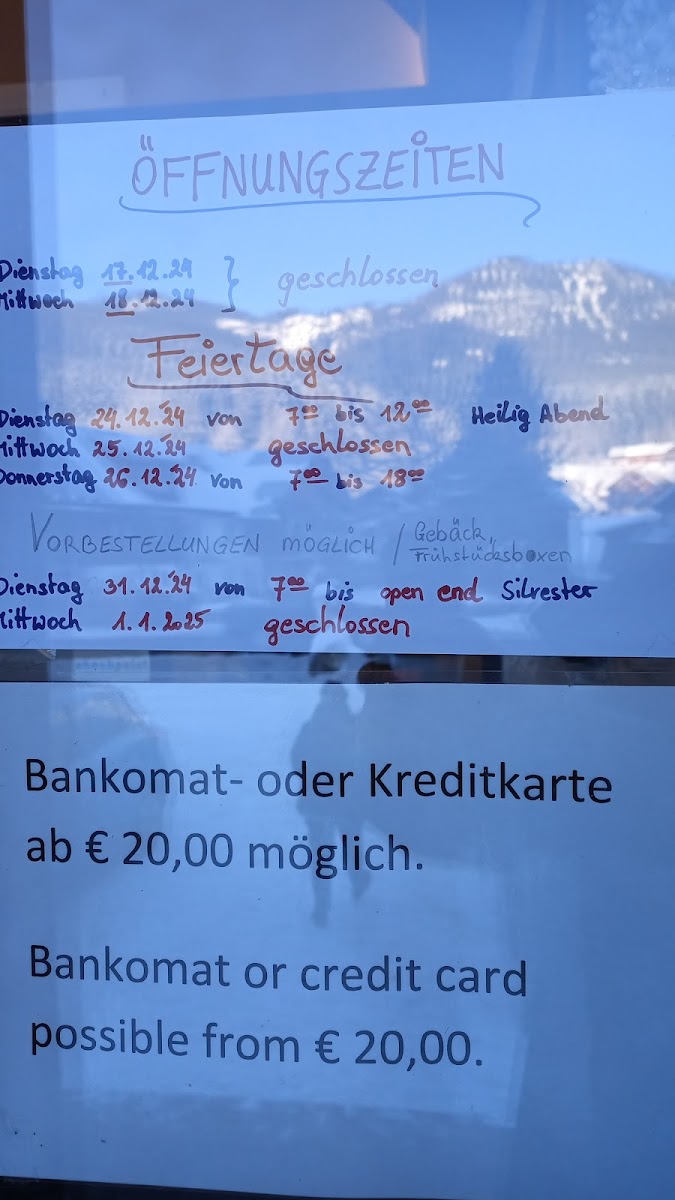 ÖFFNUNGSZEITEN
Dienstag 17.12.24 } geschlossen
Mittwoch 18.12.24
Feiertage
Dienstag 24.12.24 von 7⁰⁰ bis 12⁰⁰ Heilig Abend
Mittwoch 25.12.24 geschlossen
Donnerstag 26.12.24 von 7⁰⁰ bis 18⁰⁰
VORBESTELLUNGEN MÖGLICH / Gebäck,
Frühstücksboxen
Dienstag 31.12.24 von 7⁰⁰ bis open end Silvester
Mittwoch 1.1.2025 geschlossen
Bankomat- oder Kreditkarte
ab € 20,00 möglich.
Bankomat or credit card
possible from € 20,00.